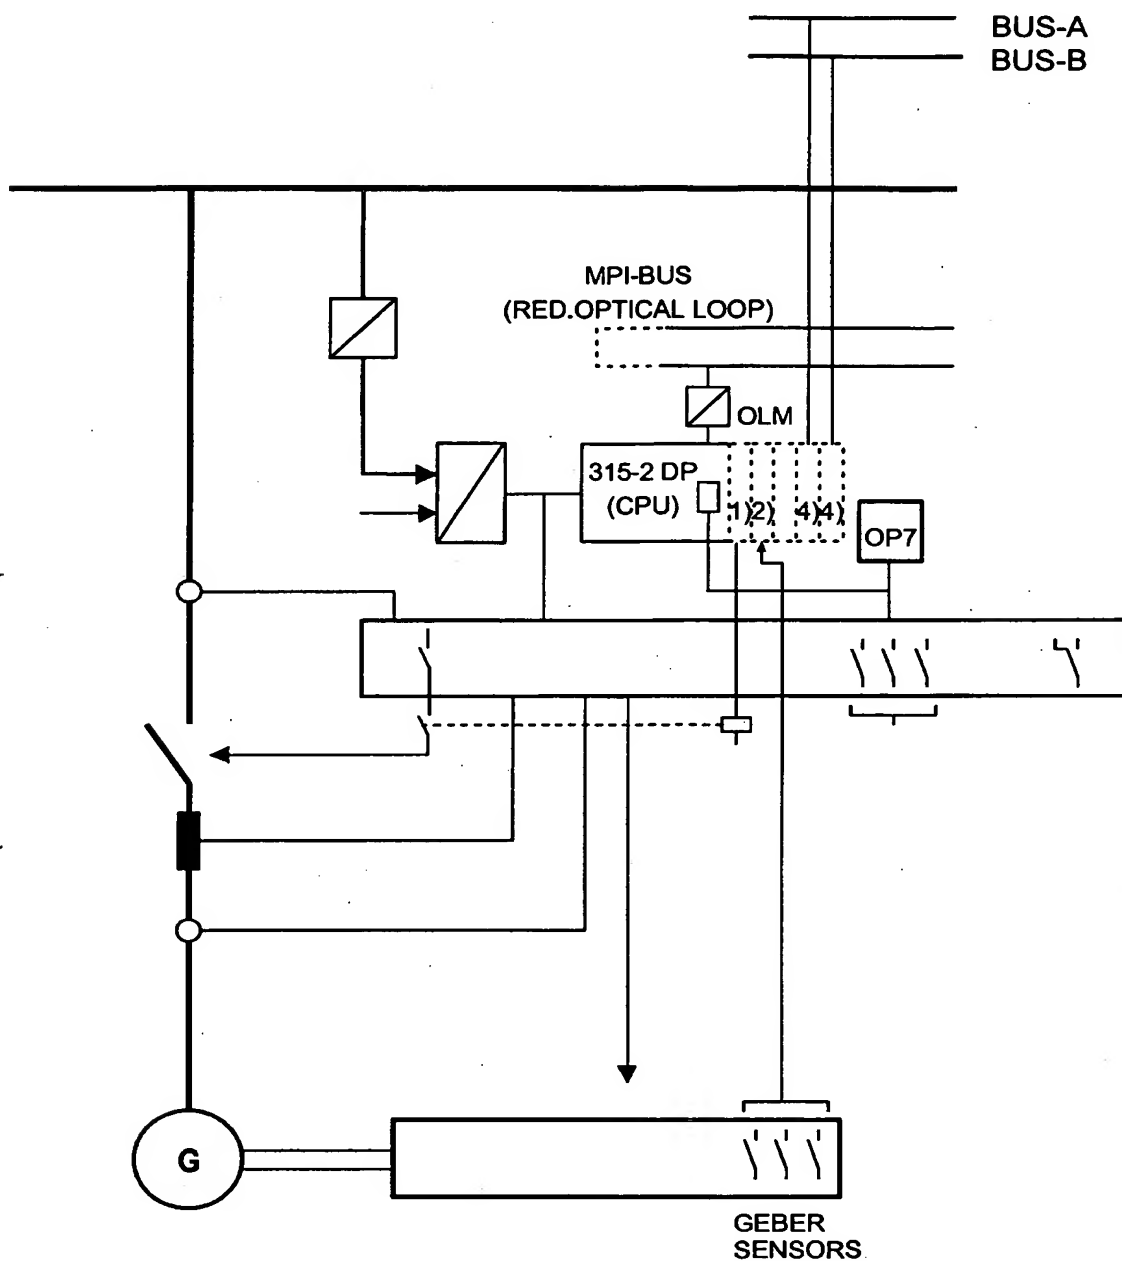 BUS-A
BUS-B
MPI-BUS
(RED.OPTICAL LOOP)
OLM
315-2 DP
(CPU)
1)2) 4)4)
OP7
G
GEBER
SENSORS